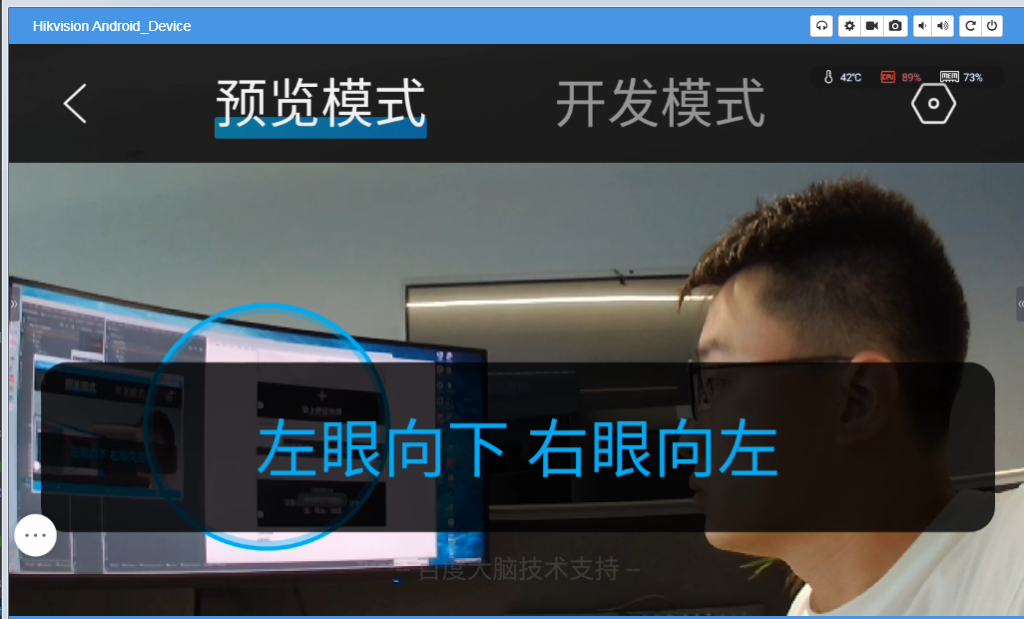 Hikvision Android_Device
预览模式
开发模式
42℃
CPU 89%
MEM 73%
左眼向下 右眼向左
– 百度大脑技术支持 –